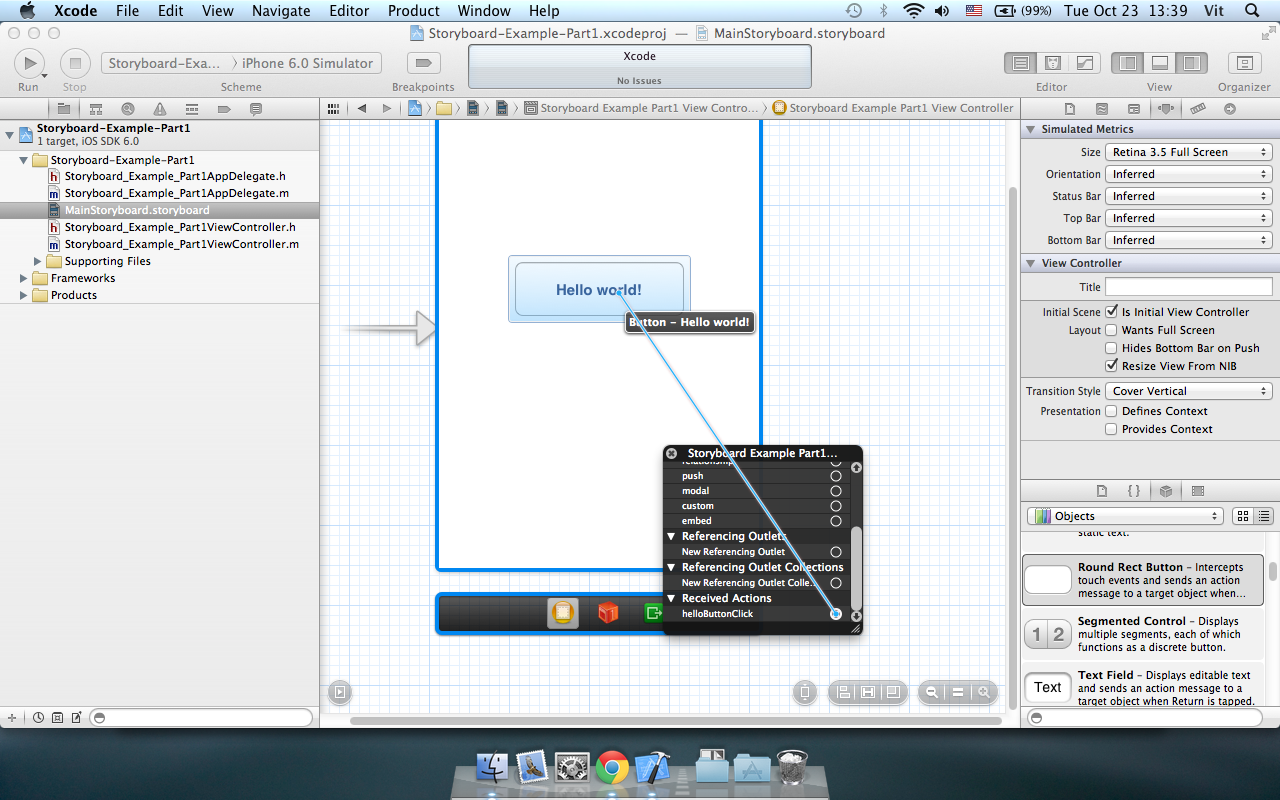 Xcode File Edit View Navigate Editor Product Window Help (99%) Tue Oct 23 13:39 Vit
Storyboard-Example-Part1.xcodeproj — MainStoryboard.storyboard
Run Stop
Storyboard-Exa... iPhone 6.0 Simulator
Scheme
Breakpoints
Xcode
No Issues
Editor View Organizer
Storyboard Example Part1 View Contro... Storyboard Example Part1 View Controller
Storyboard-Example-Part1
1 target, iOS SDK 6.0
Storyboard-Example-Part1
Storyboard_Example_Part1AppDelegate.h
Storyboard_Example_Part1AppDelegate.m
MainStoryboard.storyboard
Storyboard_Example_Part1ViewController.h
Storyboard_Example_Part1ViewController.m
Supporting Files
Frameworks
Products
Hello world!
Button – Hello world!
Storyboard Example Part1...
relationship
push
modal
custom
embed
Referencing Outlets
New Referencing Outlet
Referencing Outlet Collections
New Referencing Outlet Colle...
Received Actions
helloButtonClick
Simulated Metrics
Size Retina 3.5 Full Screen
Orientation Inferred
Status Bar Inferred
Top Bar Inferred
Bottom Bar Inferred
View Controller
Title
Initial Scene Is Initial View Controller
Layout Wants Full Screen
Hides Bottom Bar on Push
Resize View From NIB
Transition Style Cover Vertical
Presentation Defines Context
Provides Context
{ }
Objects
static text.
Round Rect Button – Intercepts
touch events and sends an action
message to a target object when...
1 2
Segmented Control – Displays
multiple segments, each of which
functions as a discrete button.
Text
Text Field – Displays editable text
and sends an action message to a
target object when Return is tapped.